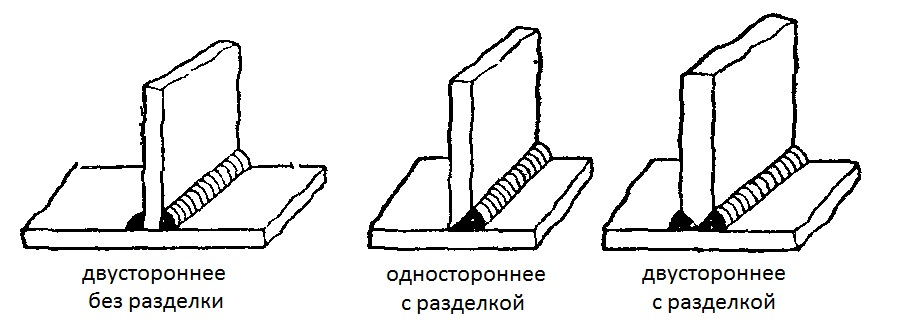 двустороннее
без разделки
одностороннее
с разделкой
двустороннее
с разделкой